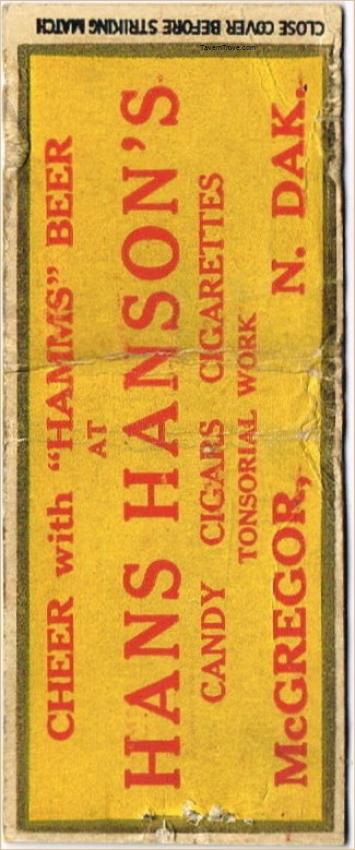 CLOSE COVER BEFORE STRIKING MATCH
TavernTrove.com
CHEER with "HAMMS" BEER
AT
HANS HANSON'S
CANDY CIGARS CIGARETTES
TONSORIAL WORK
McGREGOR, N. DAK.